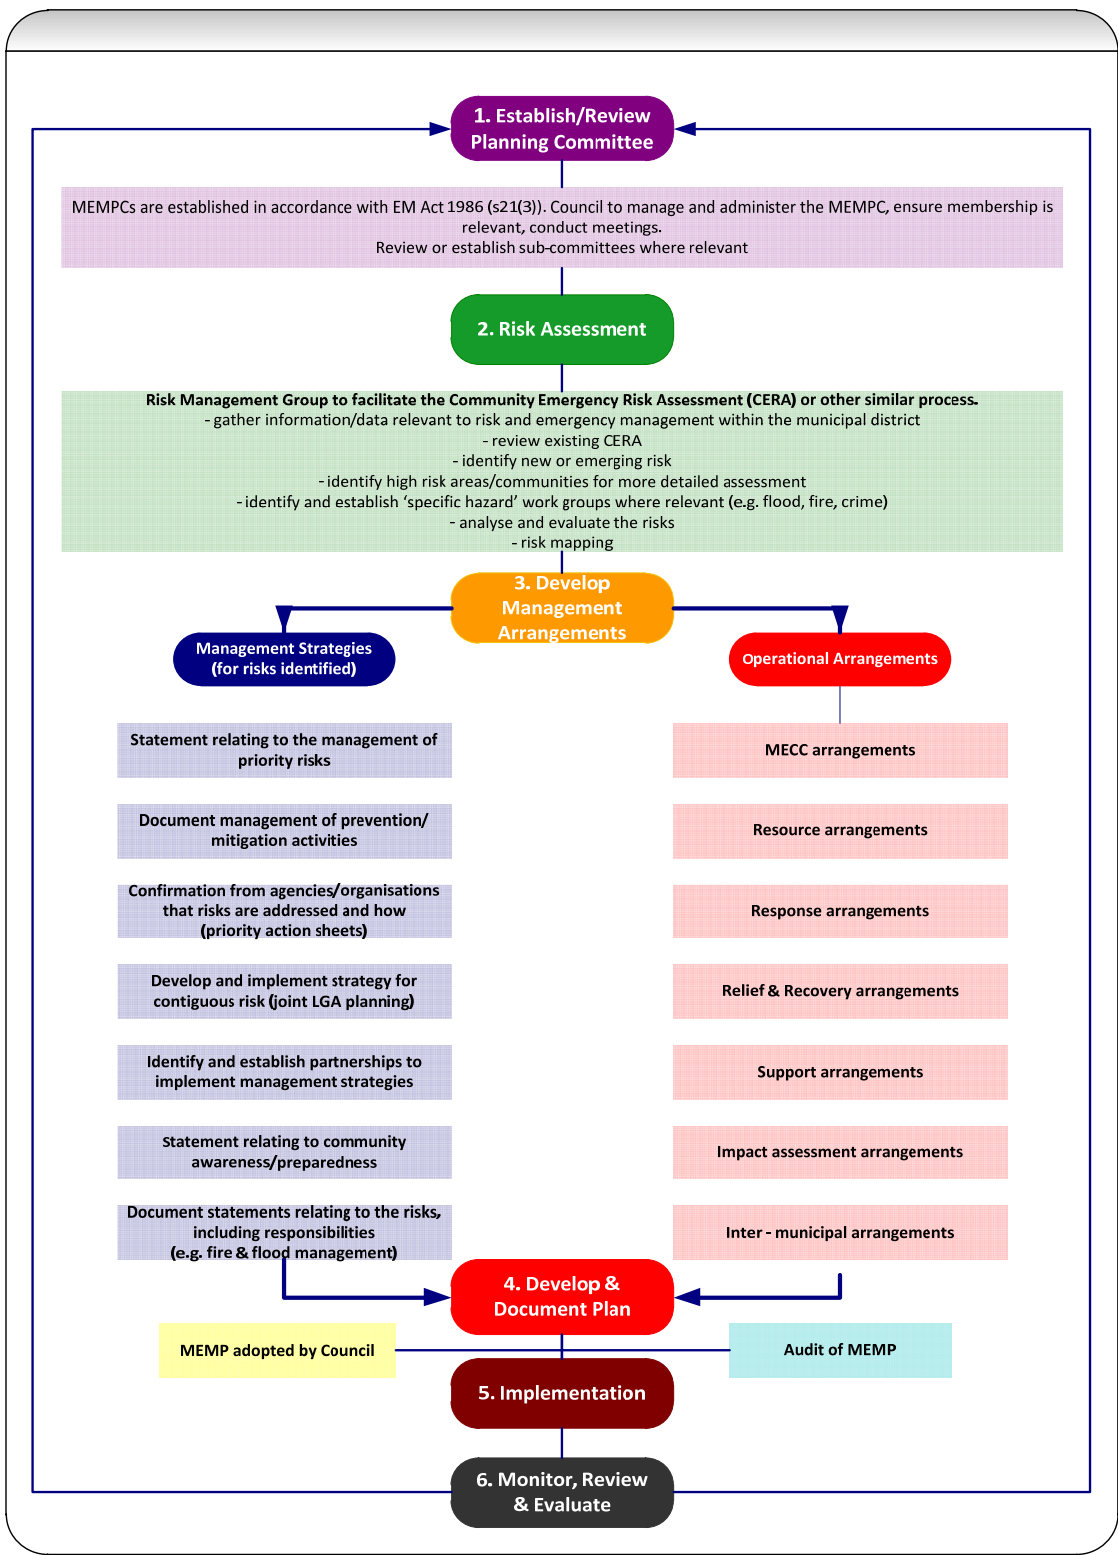 1. Establish/Review
Planning Committee
MEMPCs are established in accordance with EM Act 1986 (s21(3)). Council to manage and administer the MEMPC, ensure membership is
relevant, conduct meetings.
Review or establish sub-committees where relevant
2. Risk Assessment
Risk Management Group to facilitate the Community Emergency Risk Assessment (CERA) or other similar process.
- gather information/data relevant to risk and emergency management within the municipal district
- review existing CERA
- identify new or emerging risk
- identify high risk areas/communities for more detailed assessment
- identify and establish ‘specific hazard’ work groups where relevant (e.g. flood, fire, crime)
- analyse and evaluate the risks
- risk mapping
3. Develop
Management
Arrangements
Management Strategies
(for risks identified)
Statement relating to the management of
priority risks
Document management of prevention/
mitigation activities
Confirmation from agencies/organisations
that risks are addressed and how
(priority action sheets)
Develop and implement strategy for
contiguous risk (joint LGA planning)
Identify and establish partnerships to
implement management strategies
Statement relating to community
awareness/preparedness
Document statements relating to the risks,
including responsibilities
(e.g. fire & flood management)
Operational Arrangements
MECC arrangements
Resource arrangements
Response arrangements
Relief & Recovery arrangements
Support arrangements
Impact assessment arrangements
Inter - municipal arrangements
4. Develop &
Document Plan
MEMP adopted by Council
Audit of MEMP
5. Implementation
6. Monitor, Review
& Evaluate